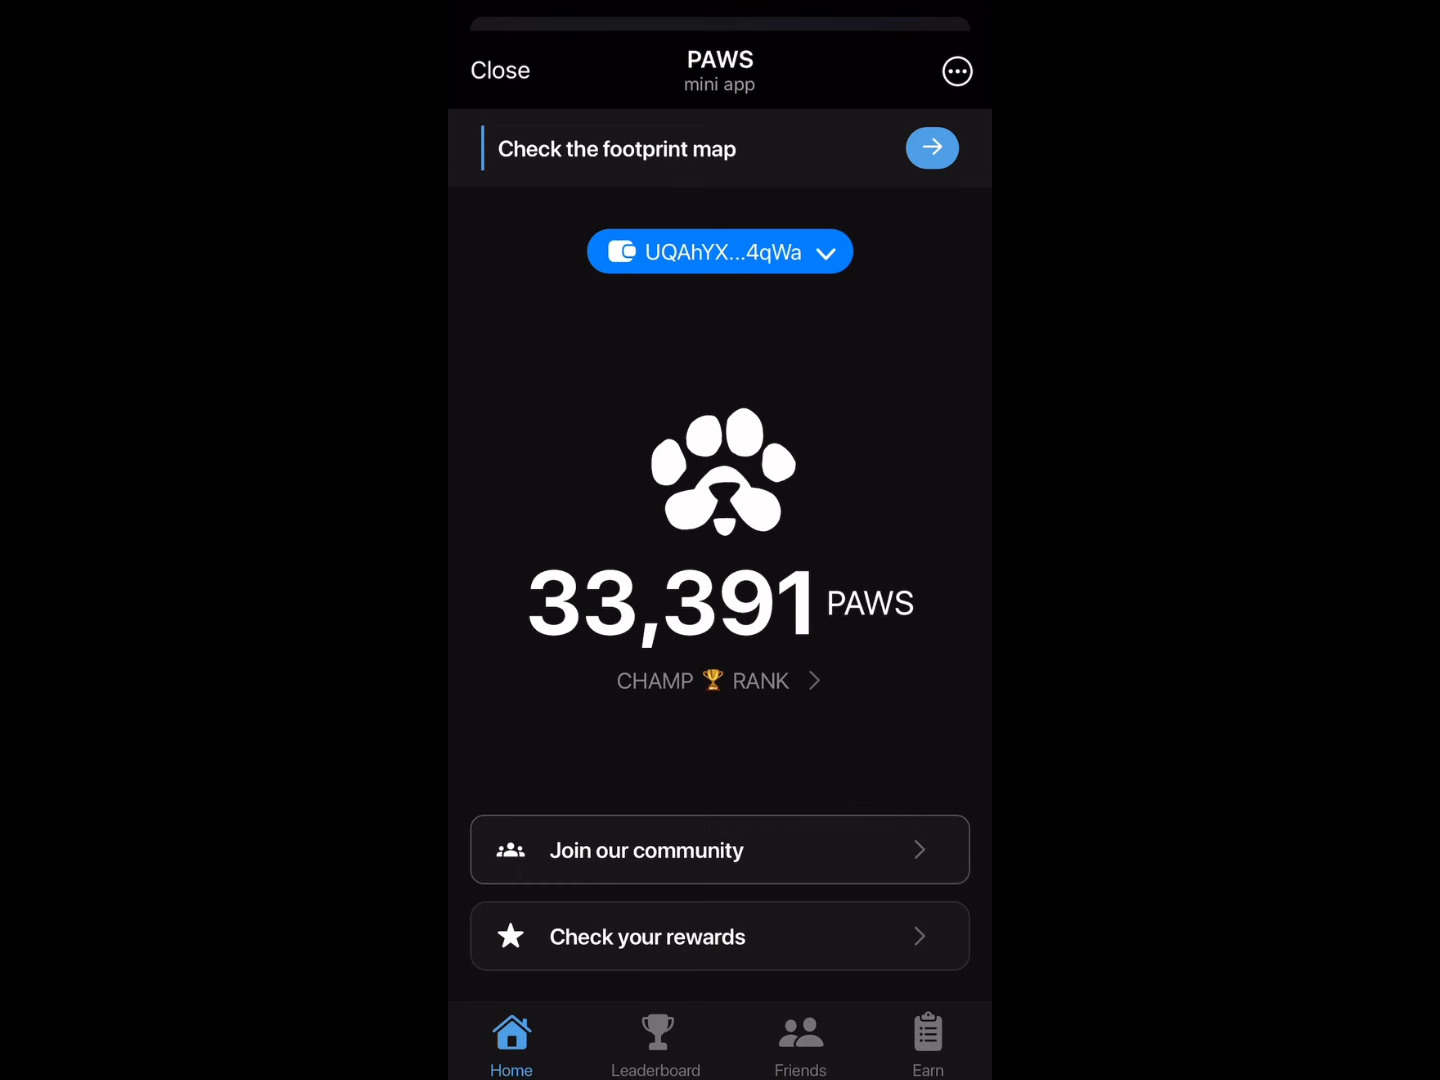 Close
PAWS
mini app
Check the footprint map
UQAhYX...4qWa
33,391 PAWS
CHAMP 🏆 RANK
Join our community
Check your rewards
Home
Leaderboard
Friends
Earn